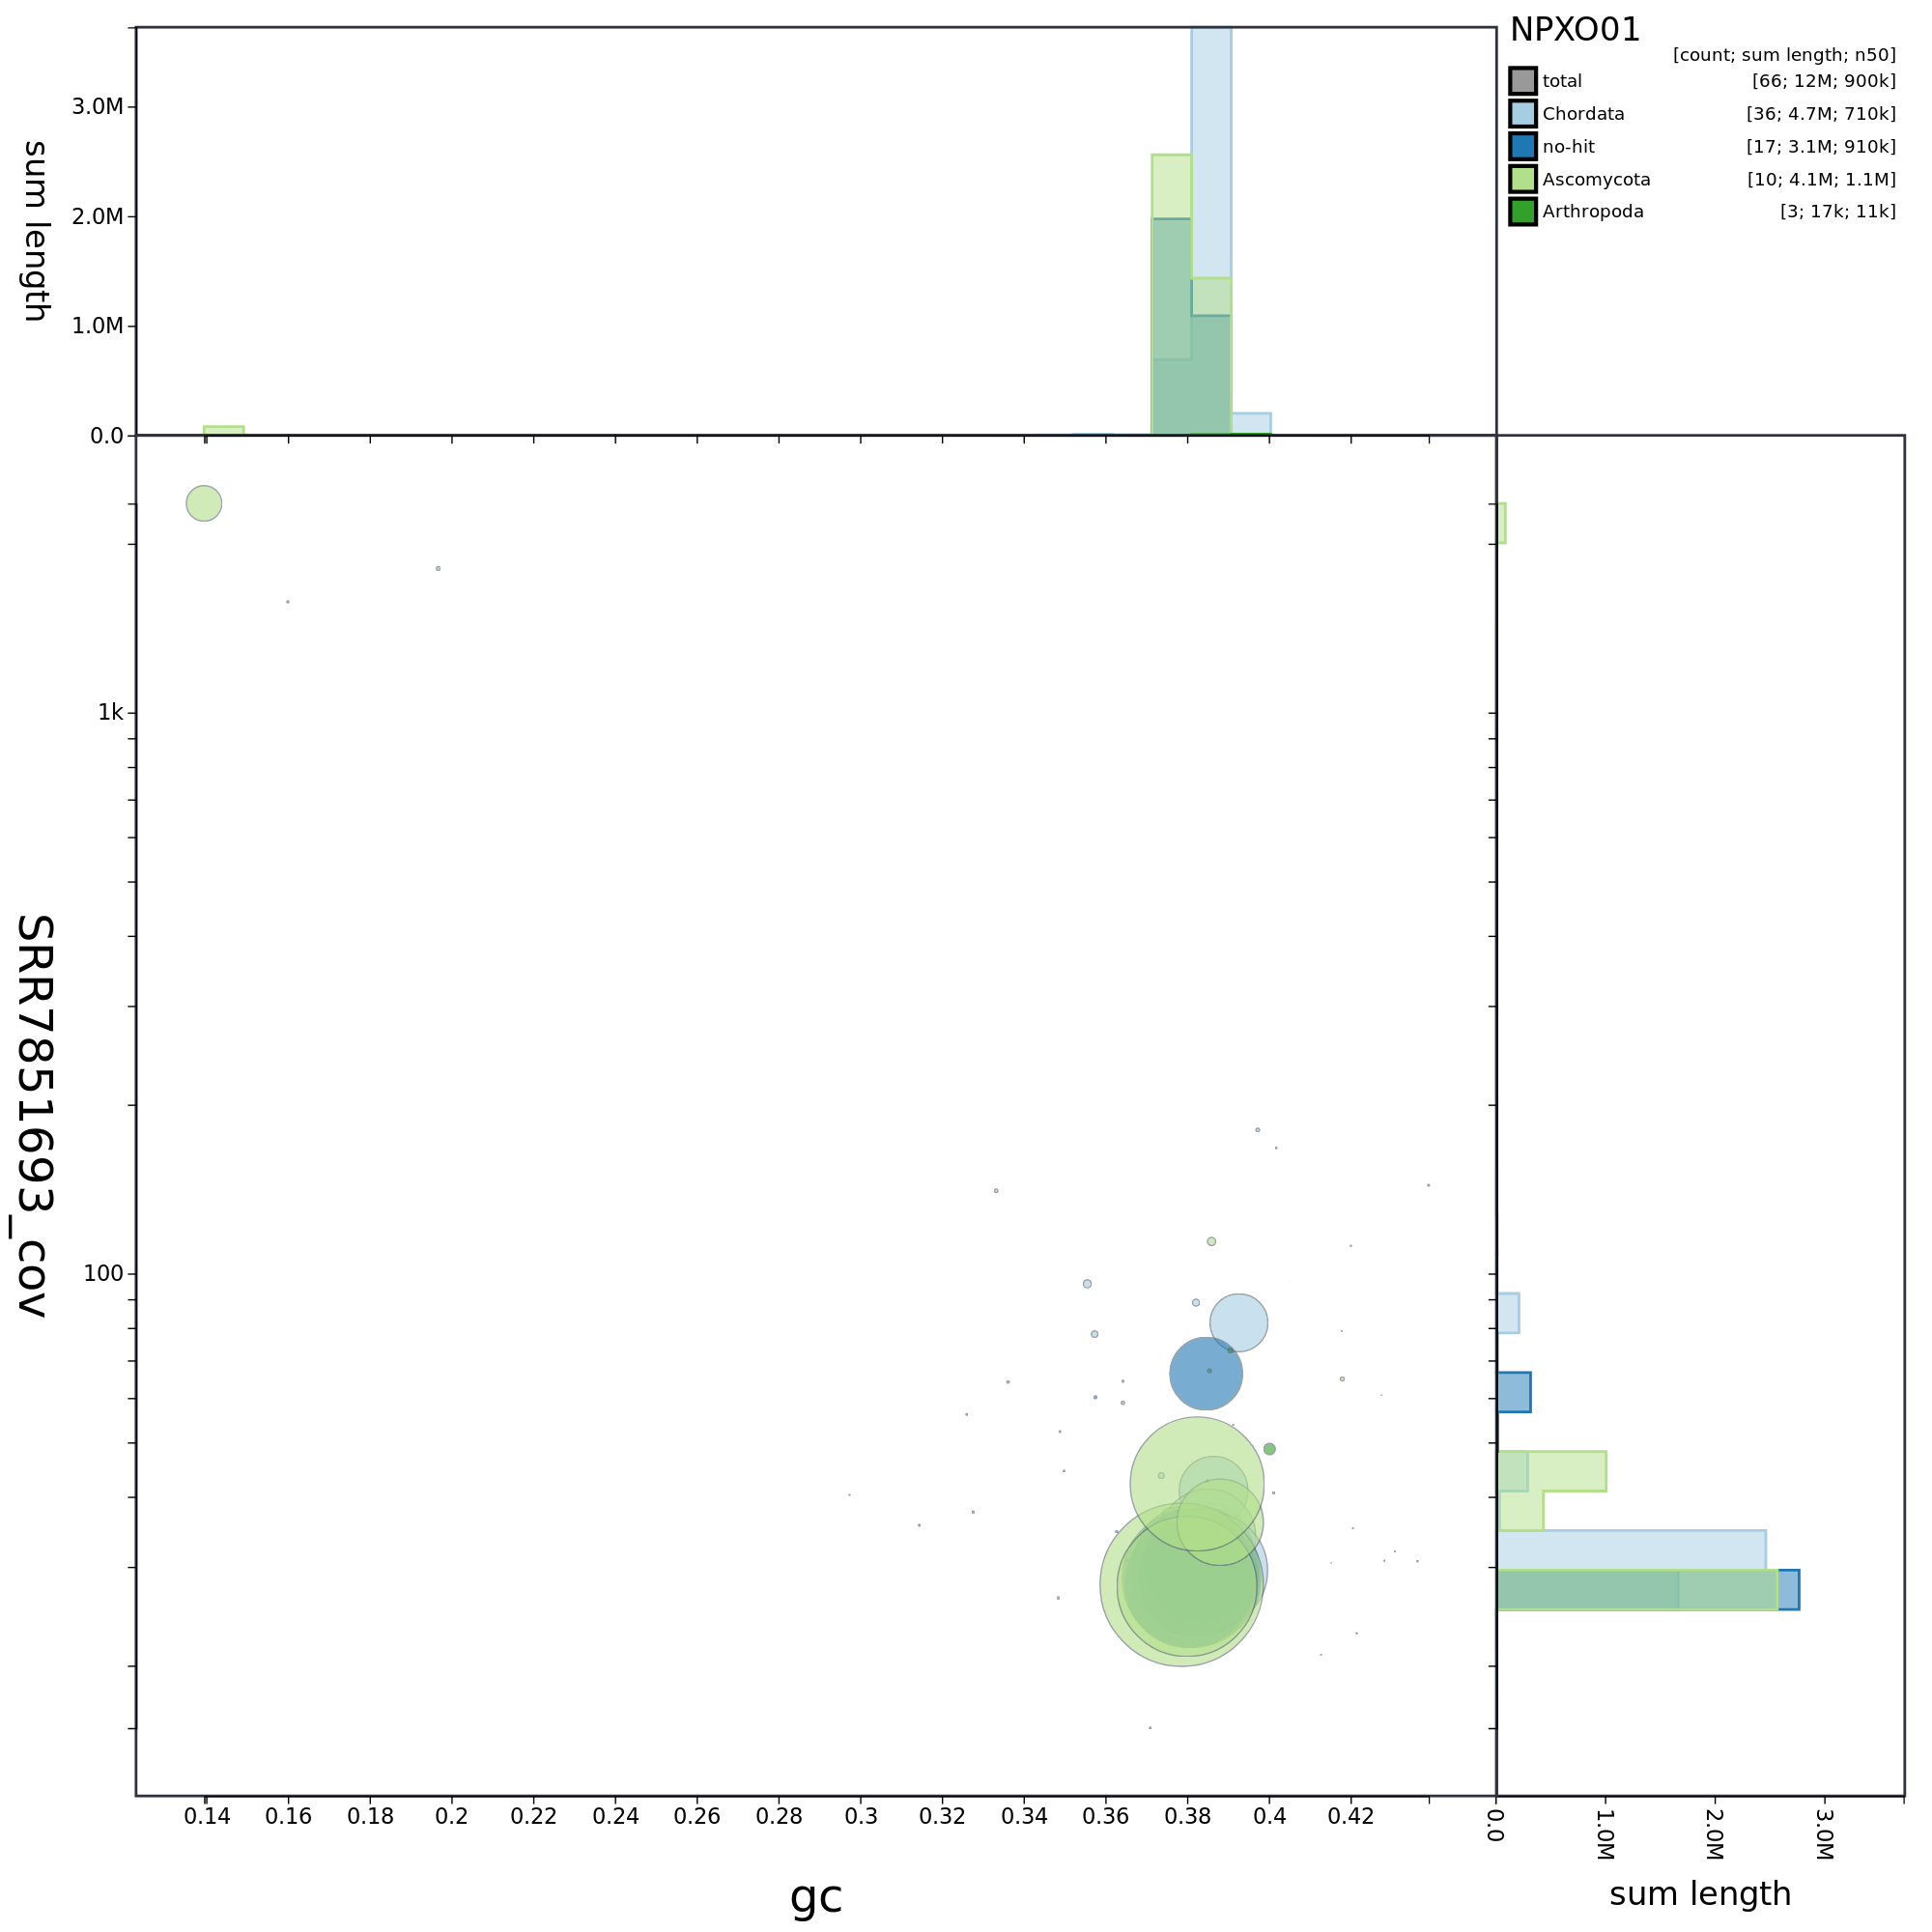 NPXO01
[count; sum length; n50]
total [66; 12M; 900k]
Chordata [36; 4.7M; 710k]
no-hit [17; 3.1M; 910k]
Ascomycota [10; 4.1M; 1.1M]
Arthropoda [3; 17k; 11k]
sum length
3.0M
2.0M
1.0M
0.0
SRR7851693_cov
1k
100
0.14 0.16 0.18 0.2 0.22 0.24 0.26 0.28 0.3 0.32 0.34 0.36 0.38 0.4 0.42
gc
0.0 1.0M 2.0M 3.0M
sum length